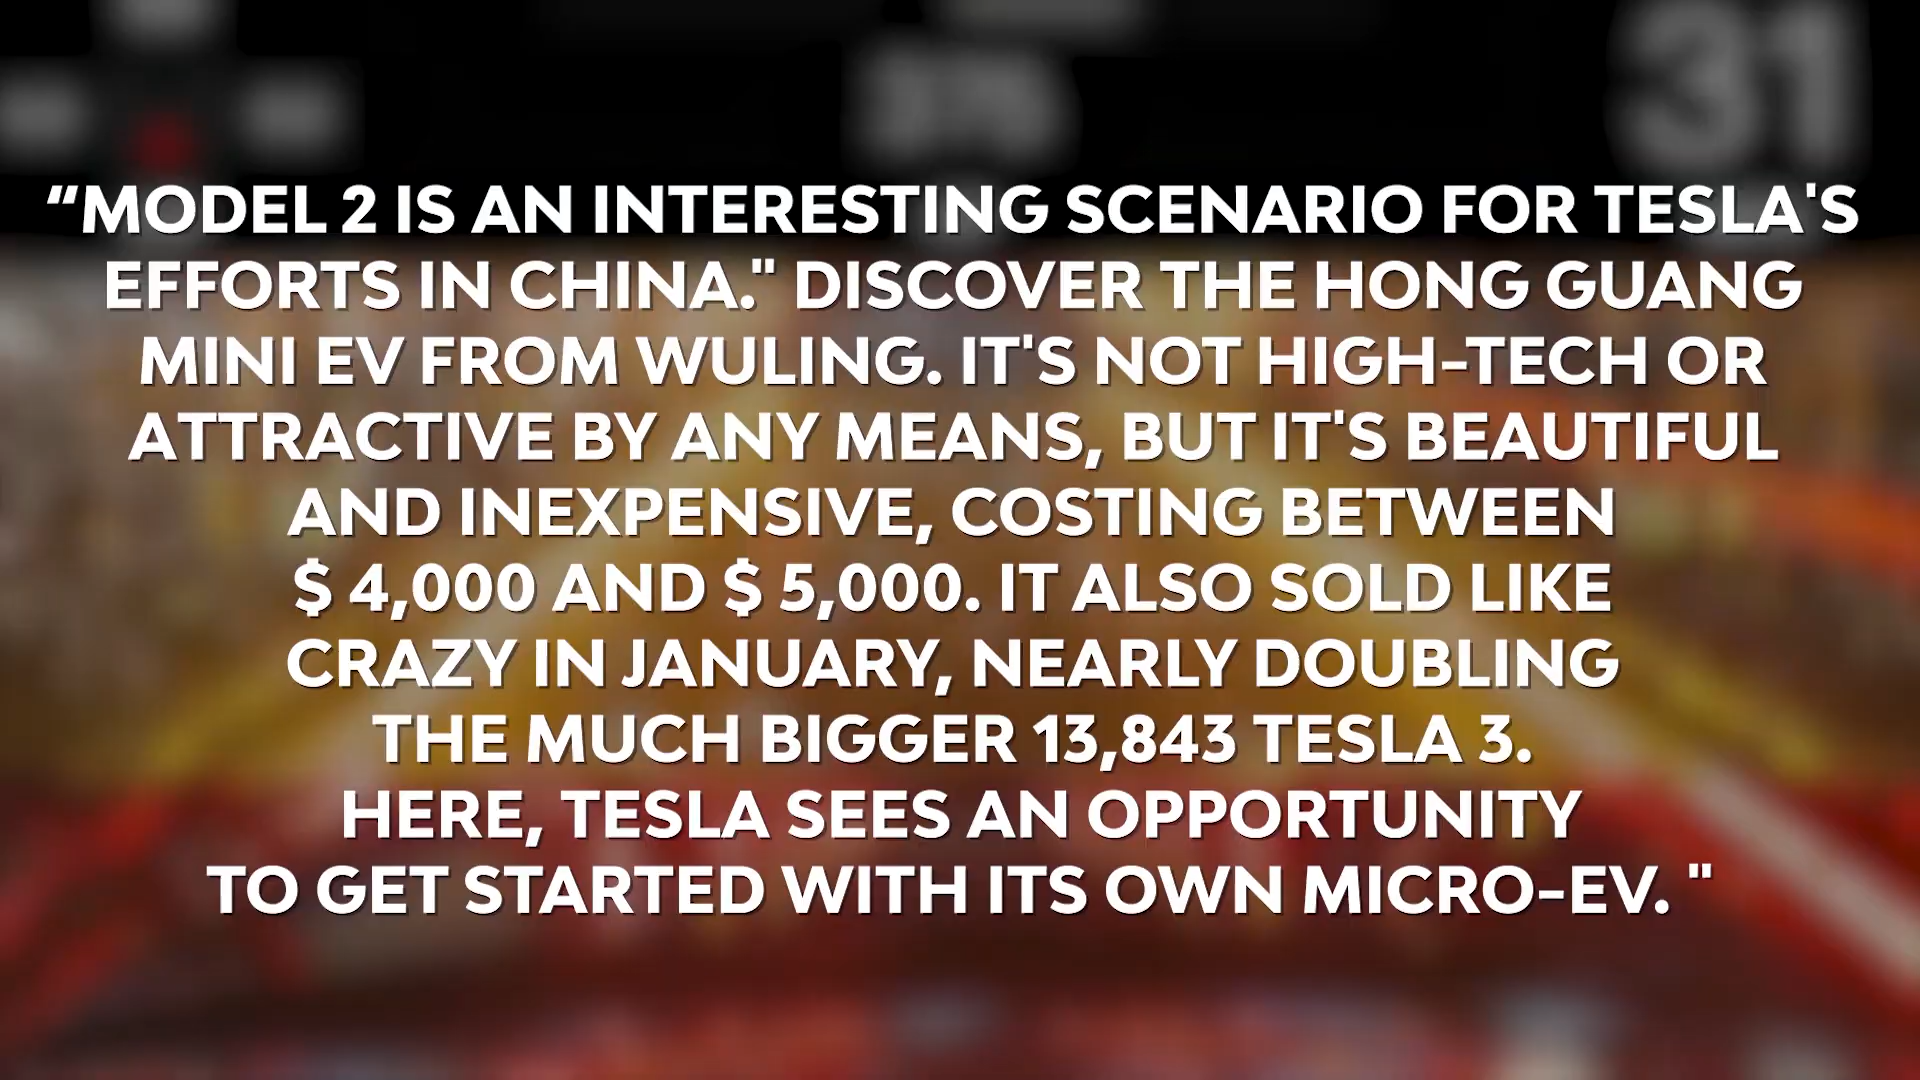 31
“MODEL 2 IS AN INTERESTING SCENARIO FOR TESLA'S
EFFORTS IN CHINA." DISCOVER THE HONG GUANG
MINI EV FROM WULING. IT'S NOT HIGH-TECH OR
ATTRACTIVE BY ANY MEANS, BUT IT'S BEAUTIFUL
AND INEXPENSIVE, COSTING BETWEEN
$ 4,000 AND $ 5,000. IT ALSO SOLD LIKE
CRAZY IN JANUARY, NEARLY DOUBLING
THE MUCH BIGGER 13,843 TESLA 3.
HERE, TESLA SEES AN OPPORTUNITY
TO GET STARTED WITH ITS OWN MICRO-EV. "